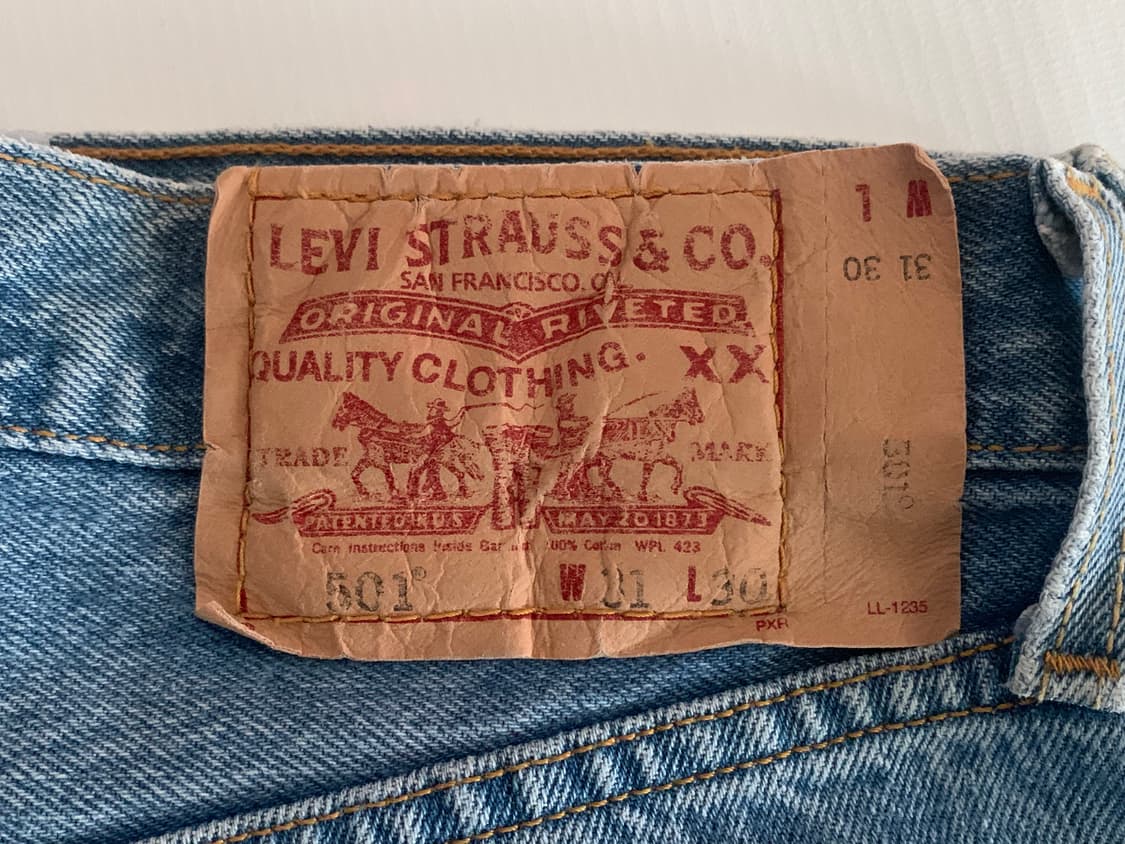 LEVI STRAUSS & CO.
SAN FRANCISCO. CAL
ORIGINAL RIVETED
QUALITY CLOTHING. XX
TRADE MARK
PATENTED IN U.S. MAY 20 1873
Care instructions Inside Garment 100% Cotton WPL 423
501® W 31 L 30
PXR
W L
31 30
501®
LL-1235